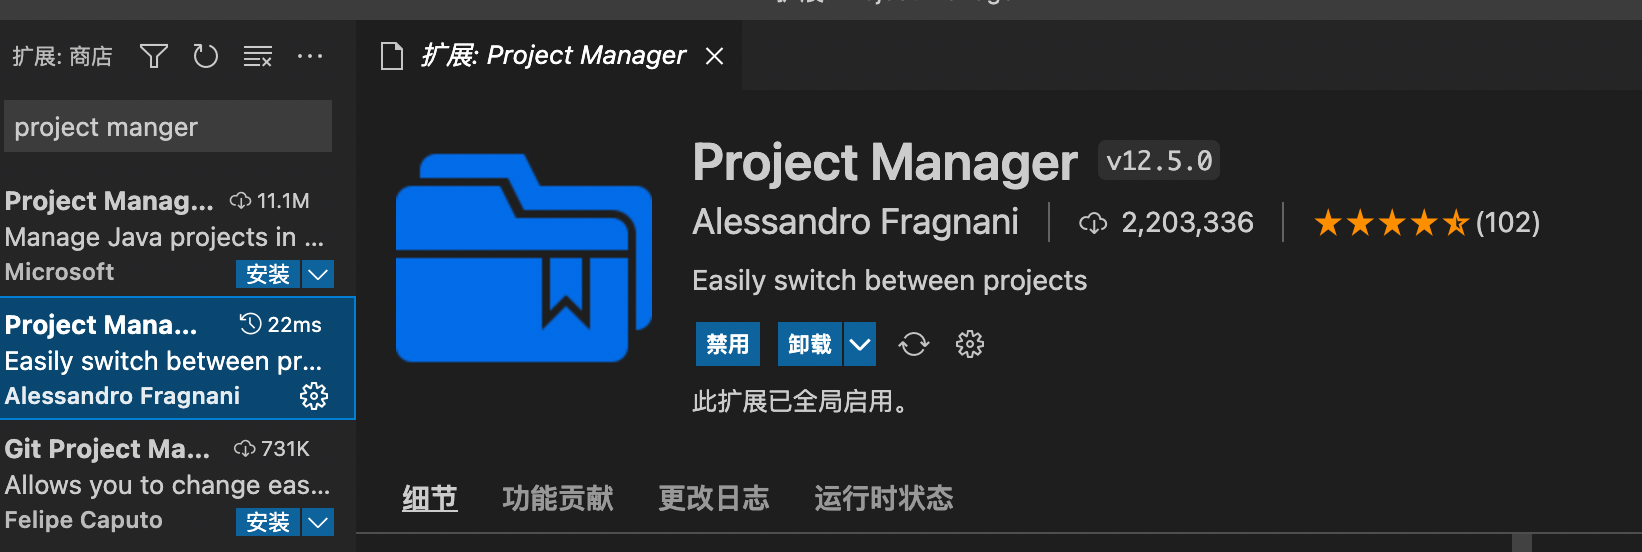 扩展: 商店
project manger
Project Manag... 11.1M
Manage Java projects in ...
Microsoft 安装
Project Mana... 22ms
Easily switch between pr...
Alessandro Fragnani
Git Project Ma... 731K
Allows you to change eas...
Felipe Caputo 安装
扩展: Project Manager
Project Manager v12.5.0
Alessandro Fragnani 2,203,336 (102)
Easily switch between projects
禁用 卸载
此扩展已全局启用。
细节 功能贡献 更改日志 运行时状态